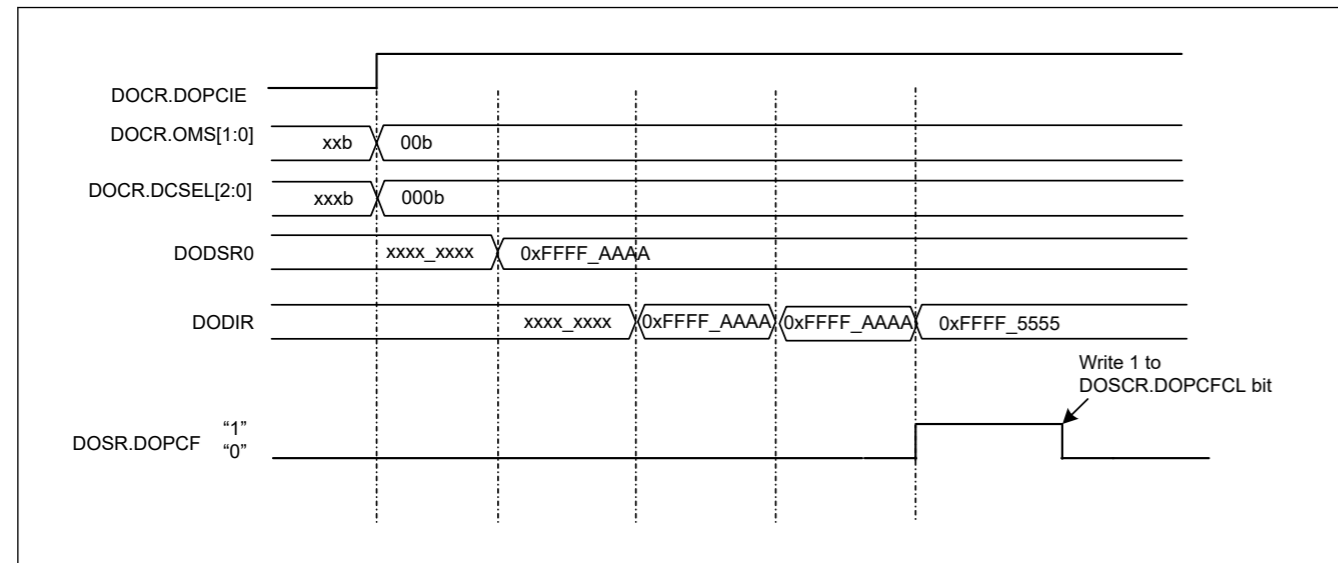 DOCR.DOPCIE
DOCR.OMS[1:0] xxb 00b
DOCR.DCSEL[2:0] xxxb 000b
DODSR0 xxxx_xxxx 0xFFFF_AAAA
DODIR xxxx_xxxx 0xFFFF_AAAA 0xFFFF_AAAA 0xFFFF_5555
Write 1 to
DOSCR.DOPCFCL bit
“1”
DOSR.DOPCF “0”